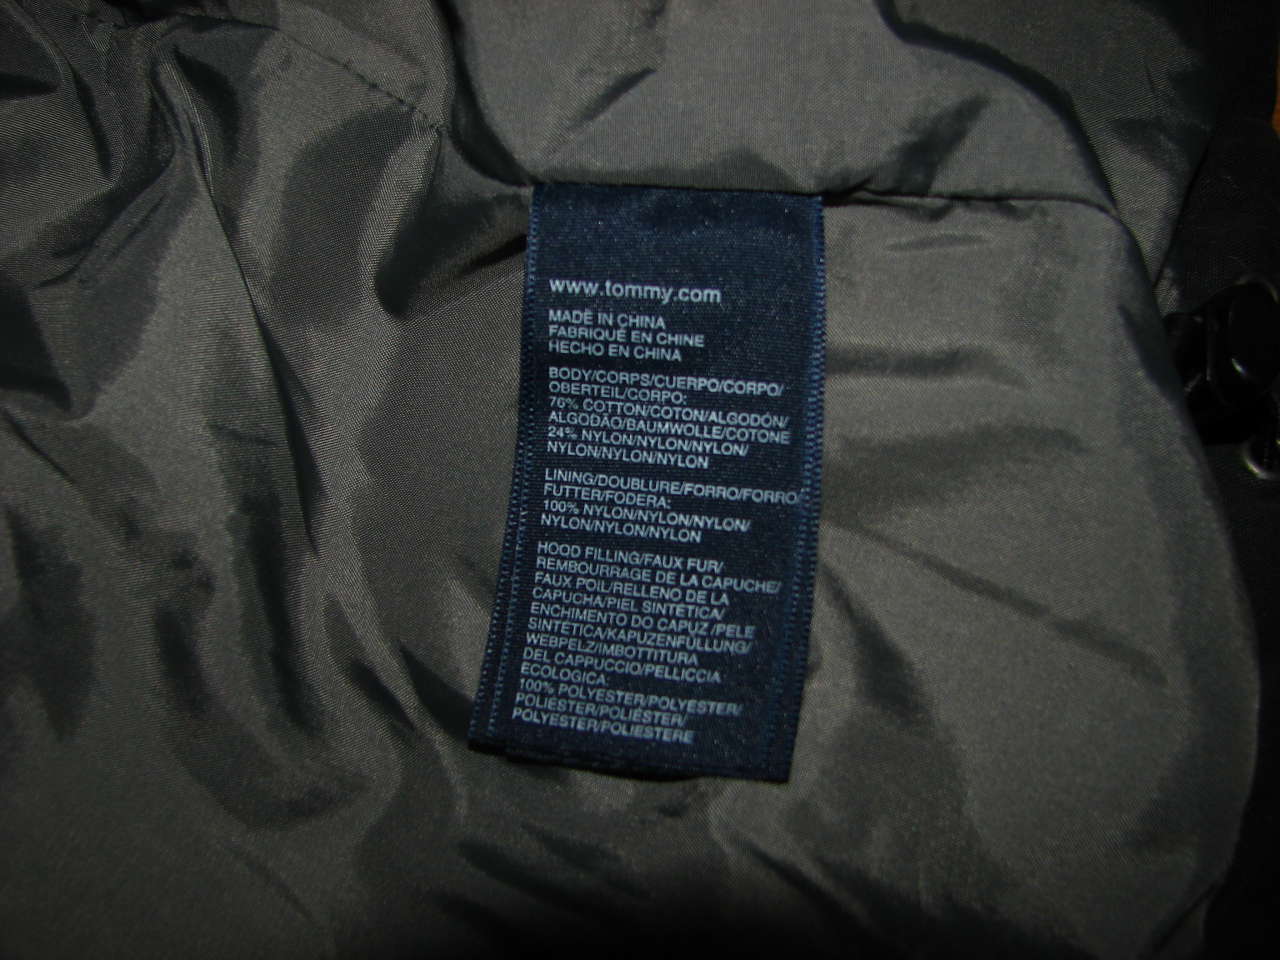 www.tommy.com
MADE IN CHINA
FABRIQUÉ EN CHINE
HECHO EN CHINA
BODY/CORPS/CUERPO/CORPO/
OBERTEIL/CORPO:
76% COTTON/COTON/ALGODÓN/
ALGODÃO/BAUMWOLLE/COTONE
24% NYLON/NYLON/NYLON/
NYLON/NYLON/NYLON
LINING/DOUBLURE/FORRO/FORRO/
FUTTER/FODERA:
100% NYLON/NYLON/NYLON/
NYLON/NYLON/NYLON
HOOD FILLING/FAUX FUR/
REMBOURRAGE DE LA CAPUCHE/
FAUX POIL/RELLENO DE LA
CAPUCHA/PIEL SINTETICA/
ENCHIMENTO DO CAPUZ /PELE
SINTETICA/KAPUZENFÜLLUNG/
WEBPELZ/IMBOTTITURA
DEL CAPPUCCIO/PELLICCIA
ECOLOGICA:
100% POLYESTER/POLYESTER/
POLIESTER/POLIÉSTER/
POLYESTER/POLIESTERE